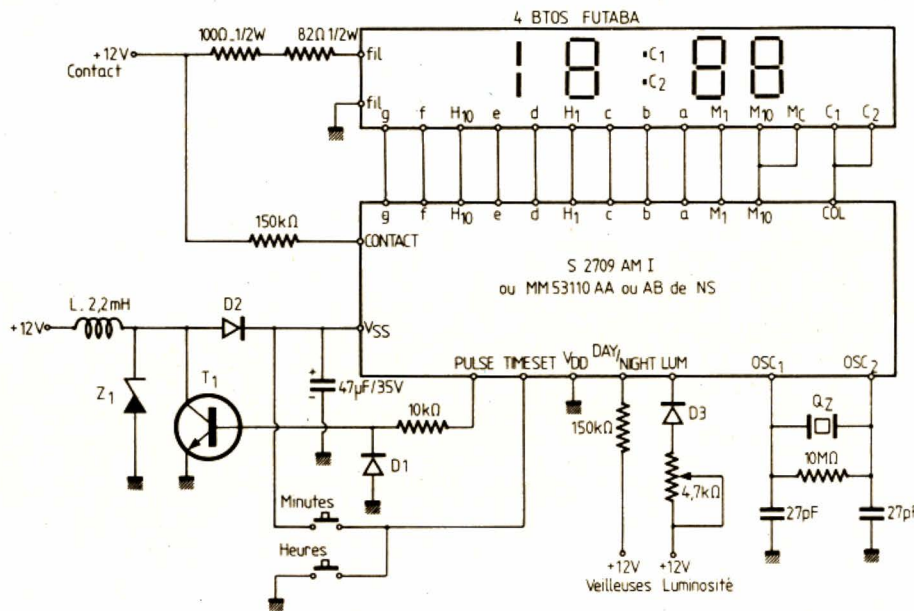 4 BTOS FUTABA
100Ω_1/2W 82Ω 1/2W
+12V
Contact
fil
fil
C1
C2
g f H10 e d H1 c b a M1 M10 MC C1 C2
g f H10 e d H1 c b a M1 M10 COL
150kΩ
CONTACT
S 2709 AM I
ou MM 53110 AA ou AB de NS
L. 2,2mH
D2
+12V
VSS
PULSE TIMESET VDD DAY/NIGHT LUM OSC1 OSC2
Z1
T1
+
-
47µF/35V
10kΩ
D1
150kΩ
D3
4,7kΩ
QZ
10MΩ
27pF
27pF
Minutes
Heures
+12V
Veilleuses
+12V
Luminosité